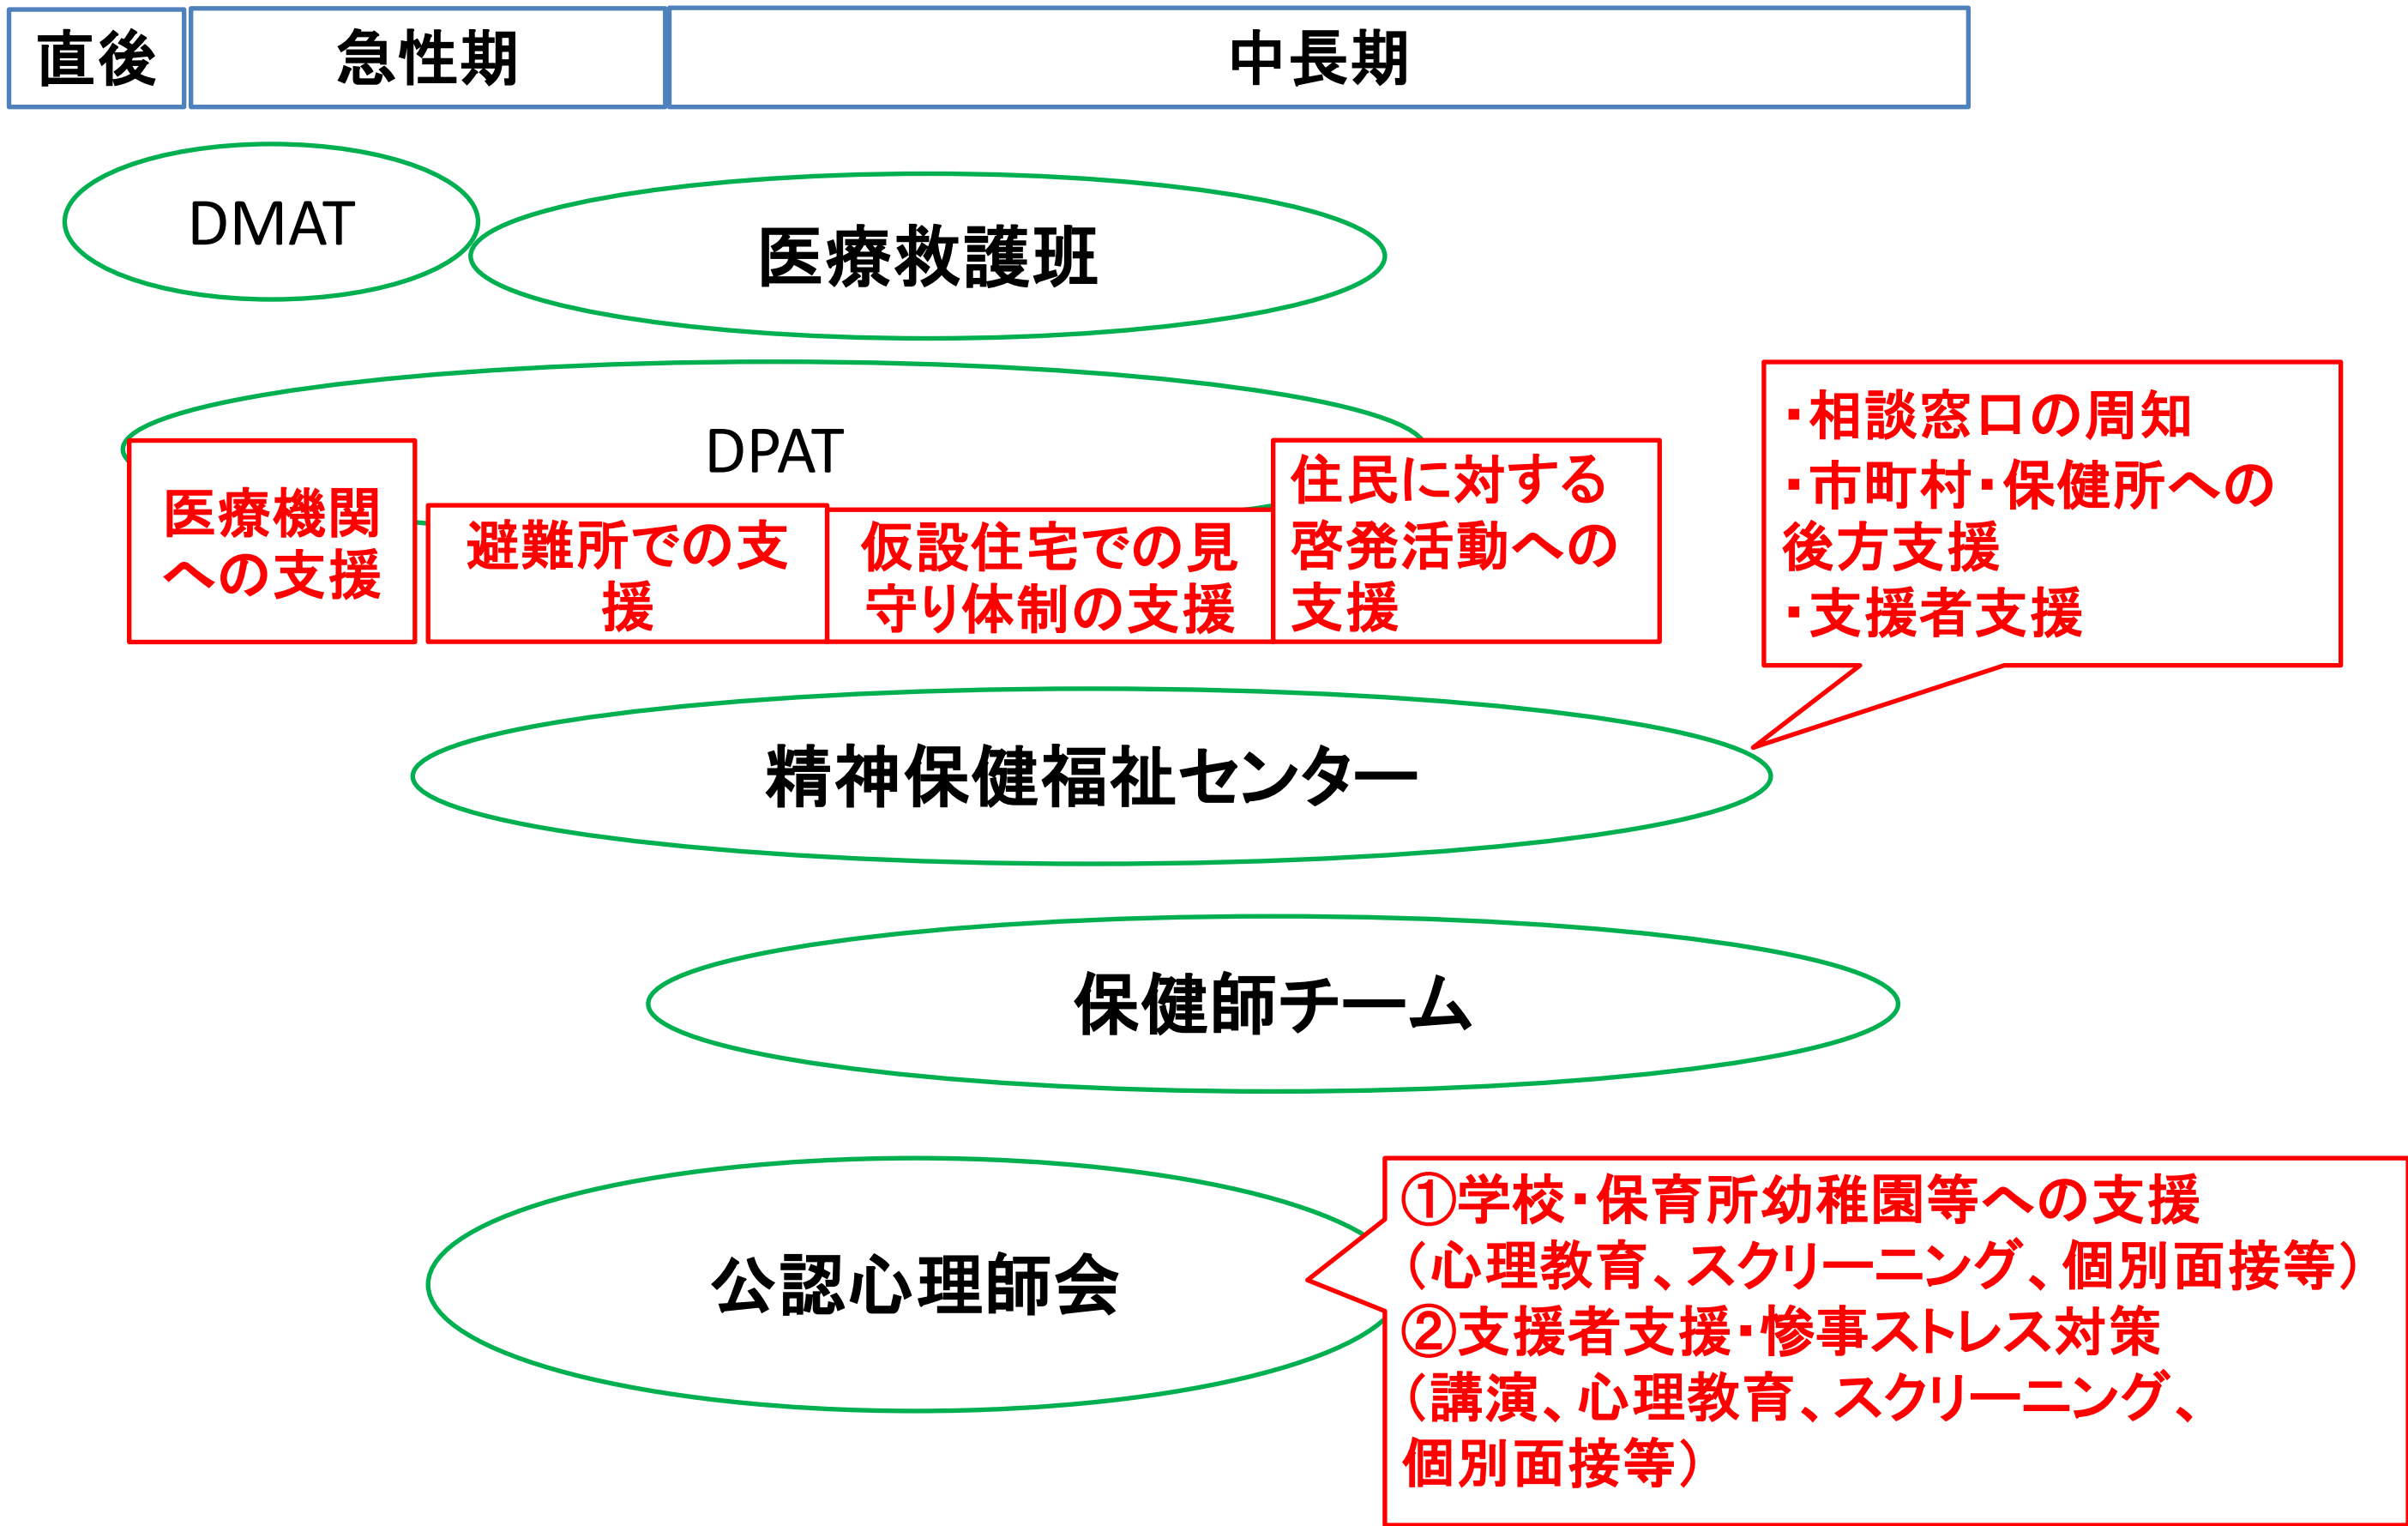 直後
急性期
中長期
DMAT
医療救護班
DPAT
医療機関
への支援
避難所での支
援
仮設住宅での見
守り体制の支援
住民に対する
啓発活動への
支援
・相談窓口の周知
・市町村・保健所への
後方支援
・支援者支援
精神保健福祉センター
保健師チーム
公認心理師会
①学校・保育所幼稚園等への支援
（心理教育、スクリーニング、個別面接等）
②支援者支援・惨事ストレス対策
（講演、心理教育、スクリーニング、
個別面接等）